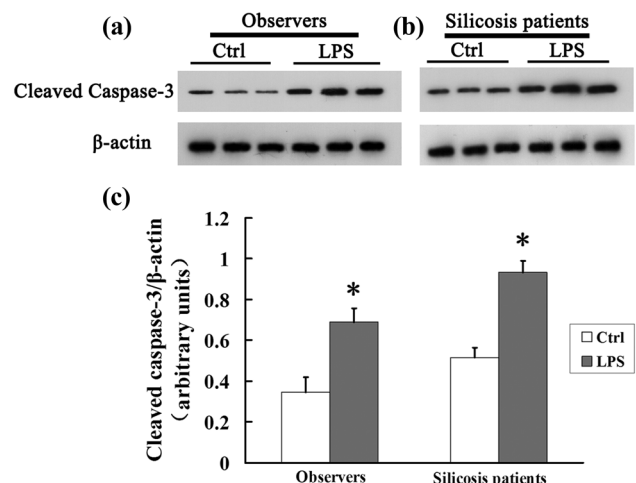 (a) Observers (b) Silicosis patients
Ctrl LPS Ctrl LPS
Cleaved Caspase-3
β-actin
(c)
Cleaved caspase-3/β-actin
(arbitrary units)
1.2
1
0.8
0.6
0.4
0.2
0
*
*
Ctrl
LPS
Observers Silicosis patients